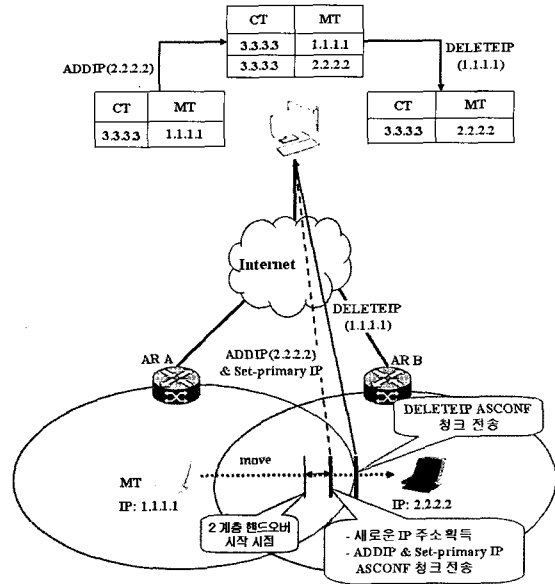 CT MT
3.3.3.3 1.1.1.1
3.3.3.3 2.2.2.2
ADDIP(2.2.2.2)
DELETEIP
(1.1.1.1)
CT MT
3.3.3.3 1.1.1.1
CT MT
3.3.3.3 2.2.2.2
Internet
DELETEIP
(1.1.1.1)
ADDIP(2.2.2.2)
& Set-primary IP
AR A
AR B
DELETEIP ASCONF
청크 전송
move
MT
IP: 1.1.1.1
IP: 2.2.2.2
2 계층 핸드오버
시작 시점
- 새로운 IP 주소획득
- ADDIP & Set-primary IP
ASCONF 청크 전송